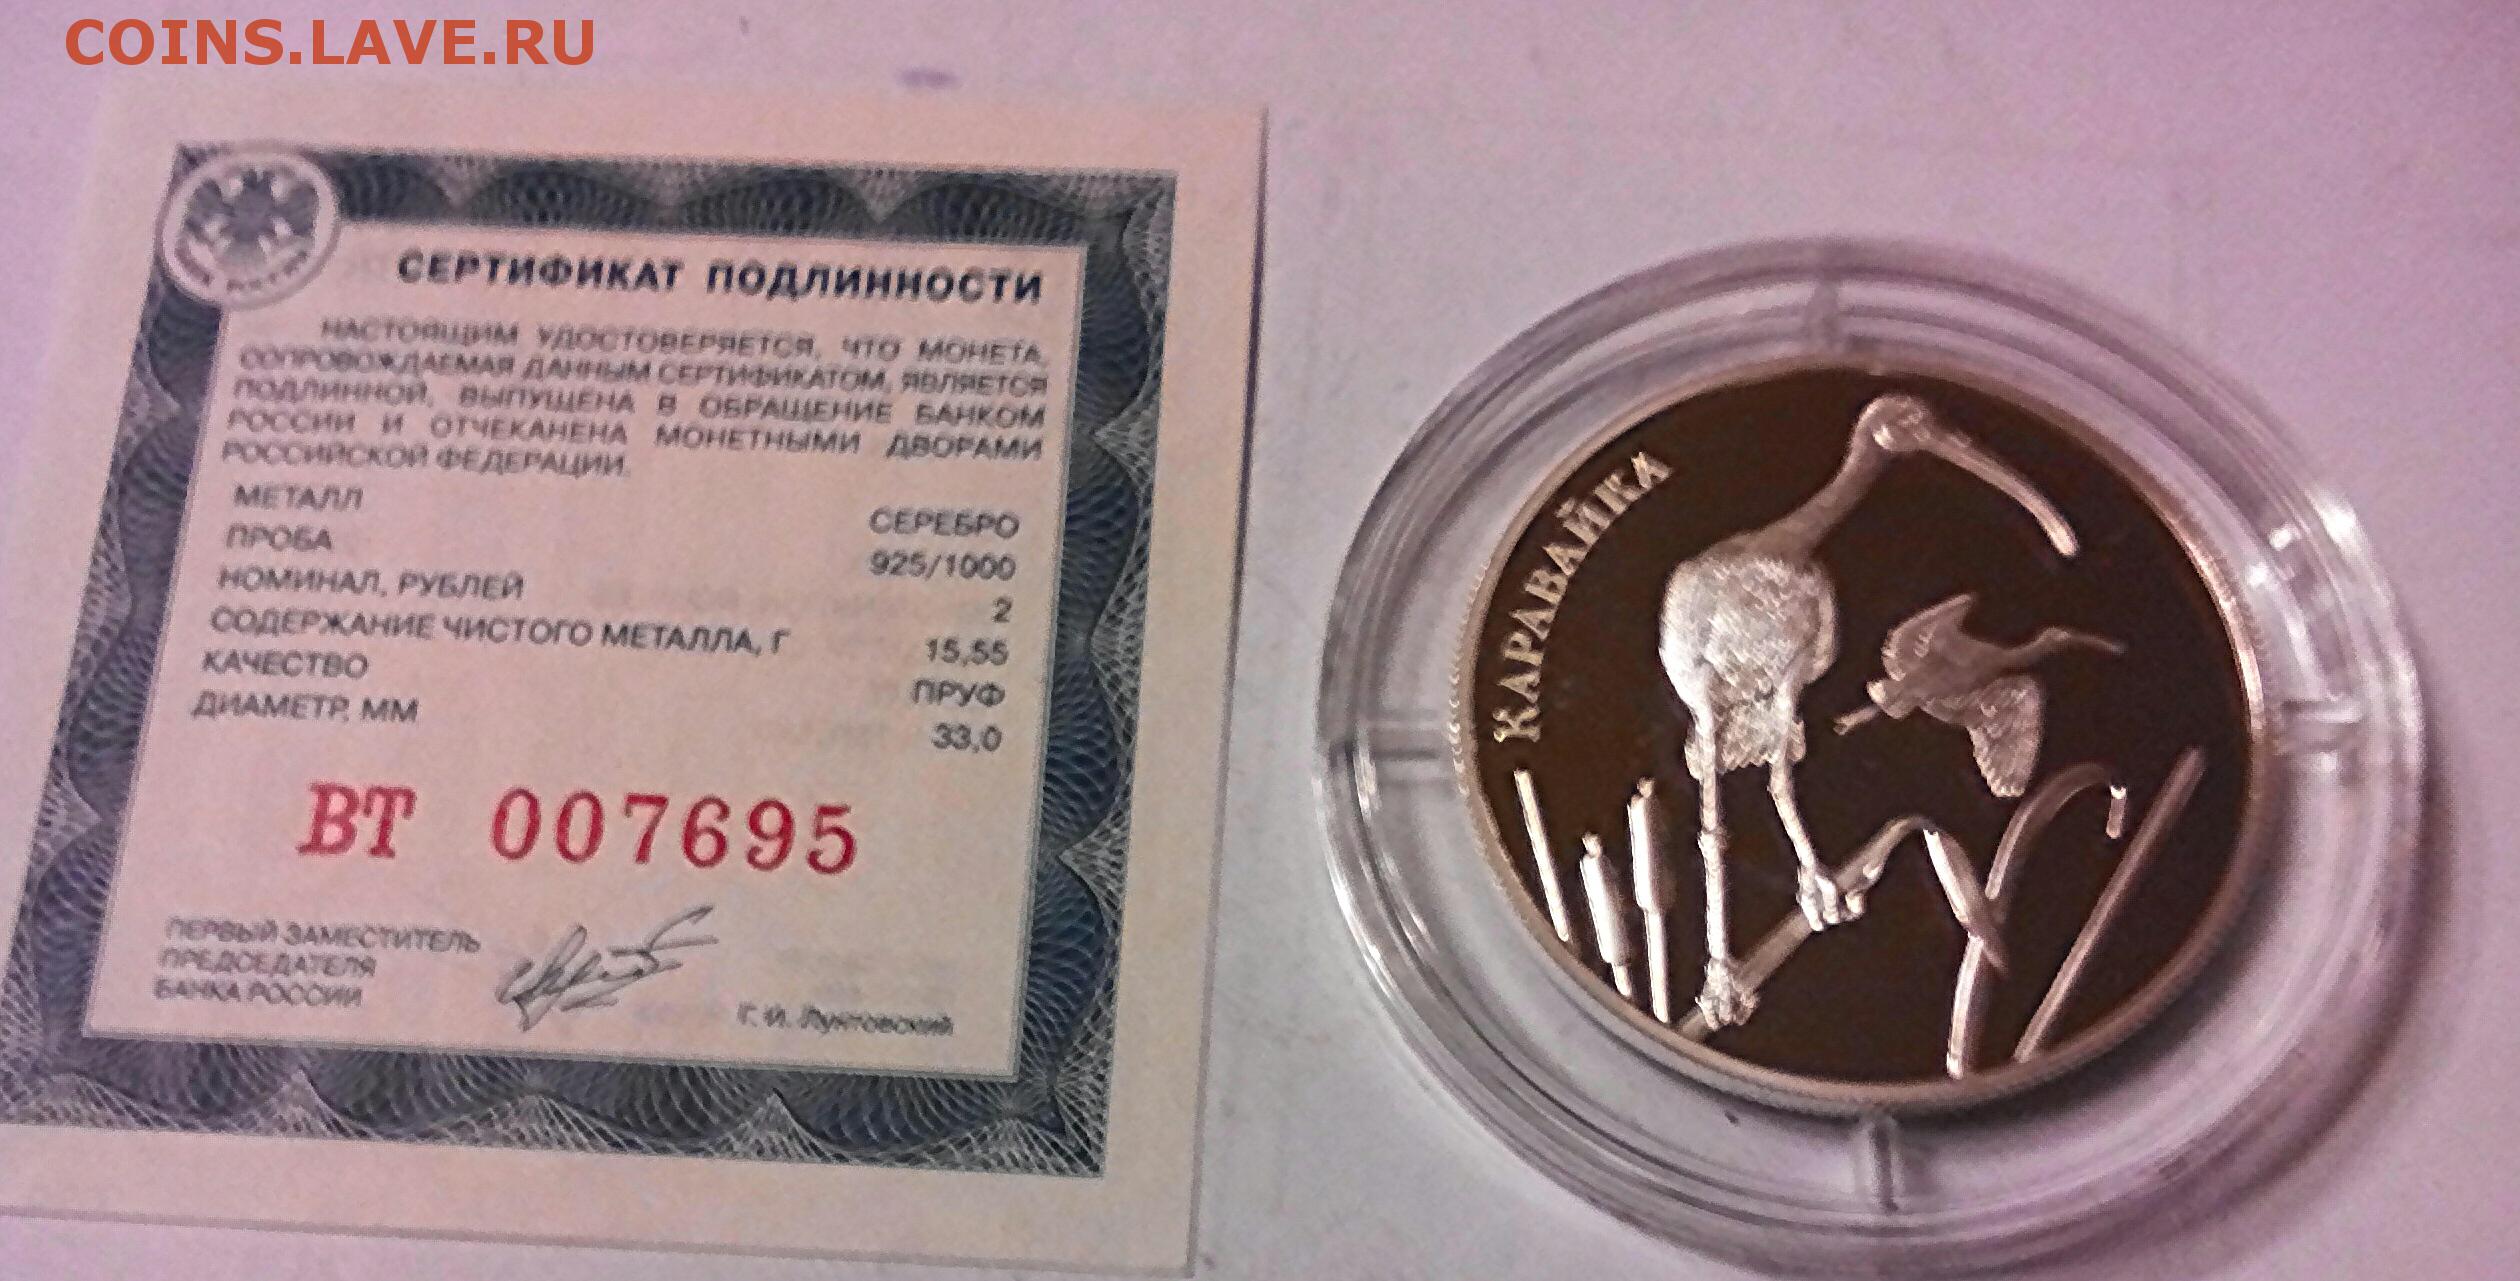 COINS.LAVE.RU
СЕРТИФИКАТ ПОДЛИННОСТИ
НАСТОЯЩИМ УДОСТОВЕРЯЕТСЯ, ЧТО МОНЕТА,
СОПРОВОЖДАЕМАЯ ДАННЫМ СЕРТИФИКАТОМ, ЯВЛЯЕТСЯ
ПОДЛИННОЙ, ВЫПУЩЕНА В ОБРАЩЕНИЕ БАНКОМ
РОССИИ И ОТЧЕКАНЕНА МОНЕТНЫМИ ДВОРАМИ
РОССИЙСКОЙ ФЕДЕРАЦИИ.
МЕТАЛЛ СЕРЕБРО
ПРОБА 925/1000
НОМИНАЛ, РУБЛЕЙ 2
СОДЕРЖАНИЕ ЧИСТОГО МЕТАЛЛА, Г 15,55
КАЧЕСТВО ПРУФ
ДИАМЕТР, ММ 33,0
ВТ 007695
ПЕРВЫЙ ЗАМЕСТИТЕЛЬ
ПРЕДСЕДАТЕЛЯ
БАНКА РОССИИ
Г. И. Лунтовский
КАРАВАЙКА